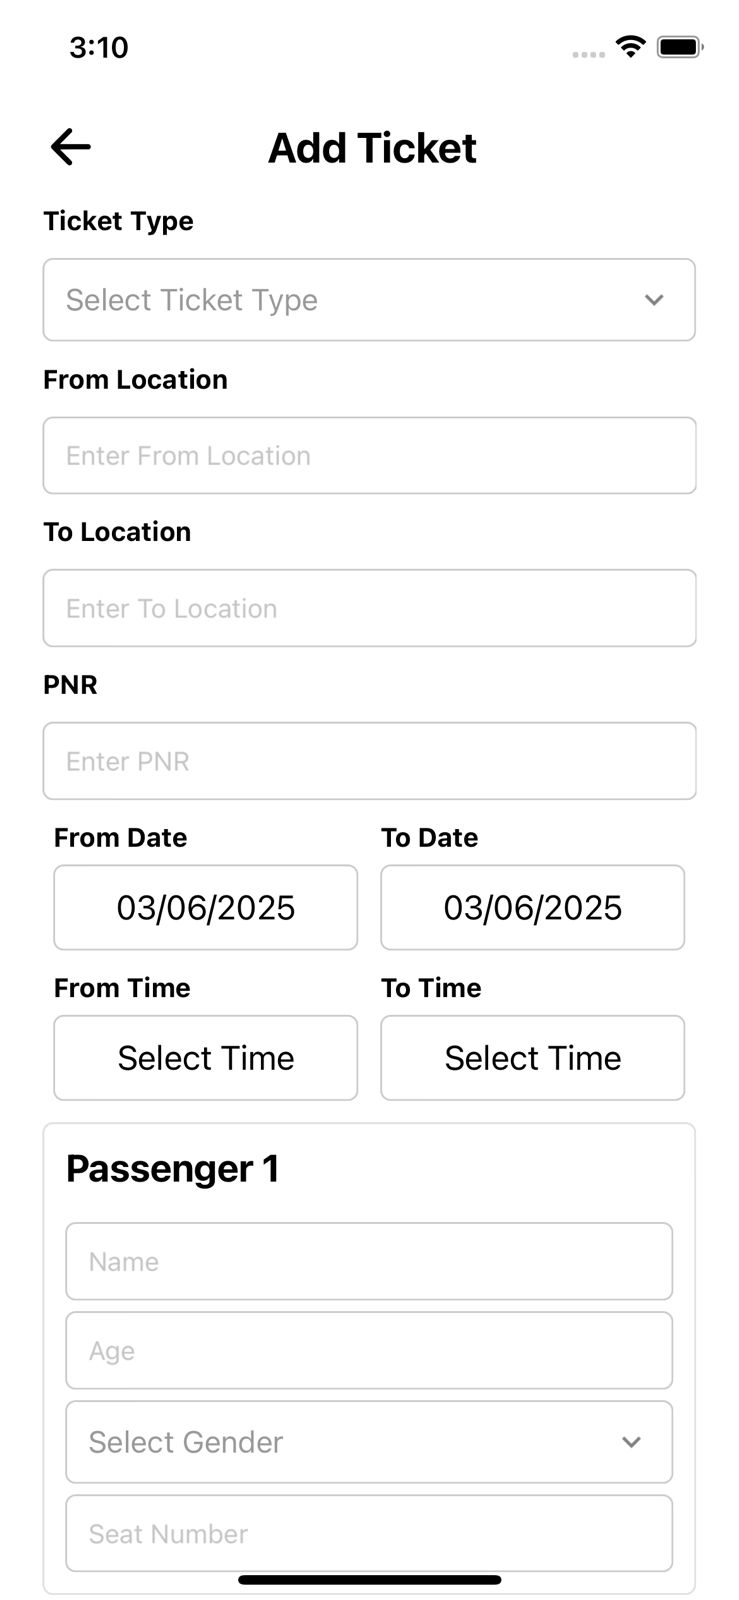 3:10
Add Ticket
Ticket Type
Select Ticket Type
From Location
Enter From Location
To Location
Enter To Location
PNR
Enter PNR
From Date To Date
03/06/2025 03/06/2025
From Time To Time
Select Time Select Time
Passenger 1
Name
Age
Select Gender
Seat Number